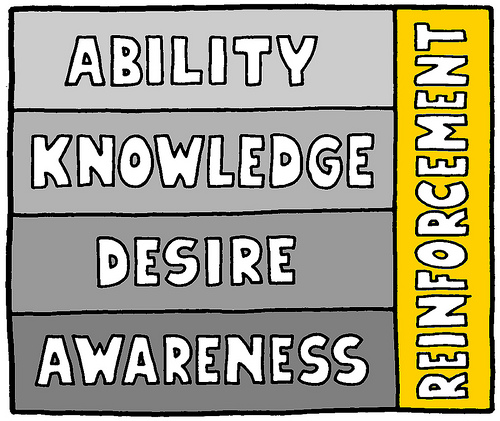 ABILITY
KNOWLEDGE
DESIRE
AWARENESS
REINFORCEMENT